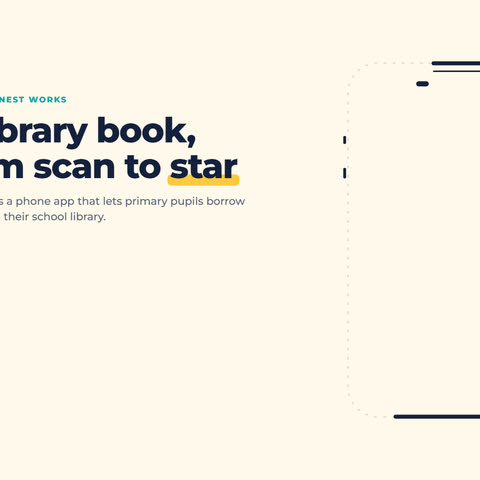 NEST WORKS
brary book,
m scan to star
s a phone app that lets primary pupils borrow
their school library.